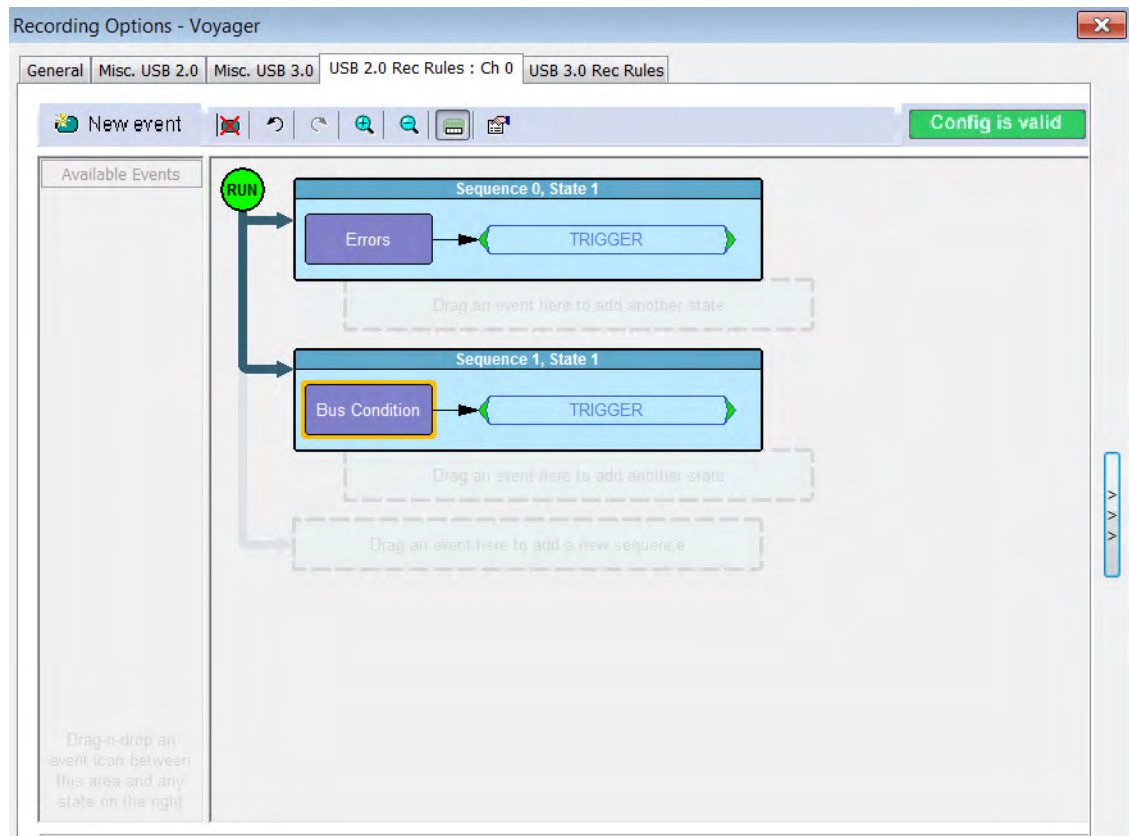 Recording Options - Voyager
General Misc. USB 2.0 Misc. USB 3.0 USB 2.0 Rec Rules : Ch 0 USB 3.0 Rec Rules
New event Config is valid
Available Events
RUN
Sequence 0, State 1
Errors TRIGGER
Drag an event here to add another state
Sequence 1, State 1
Bus Condition TRIGGER
Drag an event here to add another state
Drag an event here to add a new sequence
>
>
>
Drag-n-drop an
event icon between
this area and any
state on the right